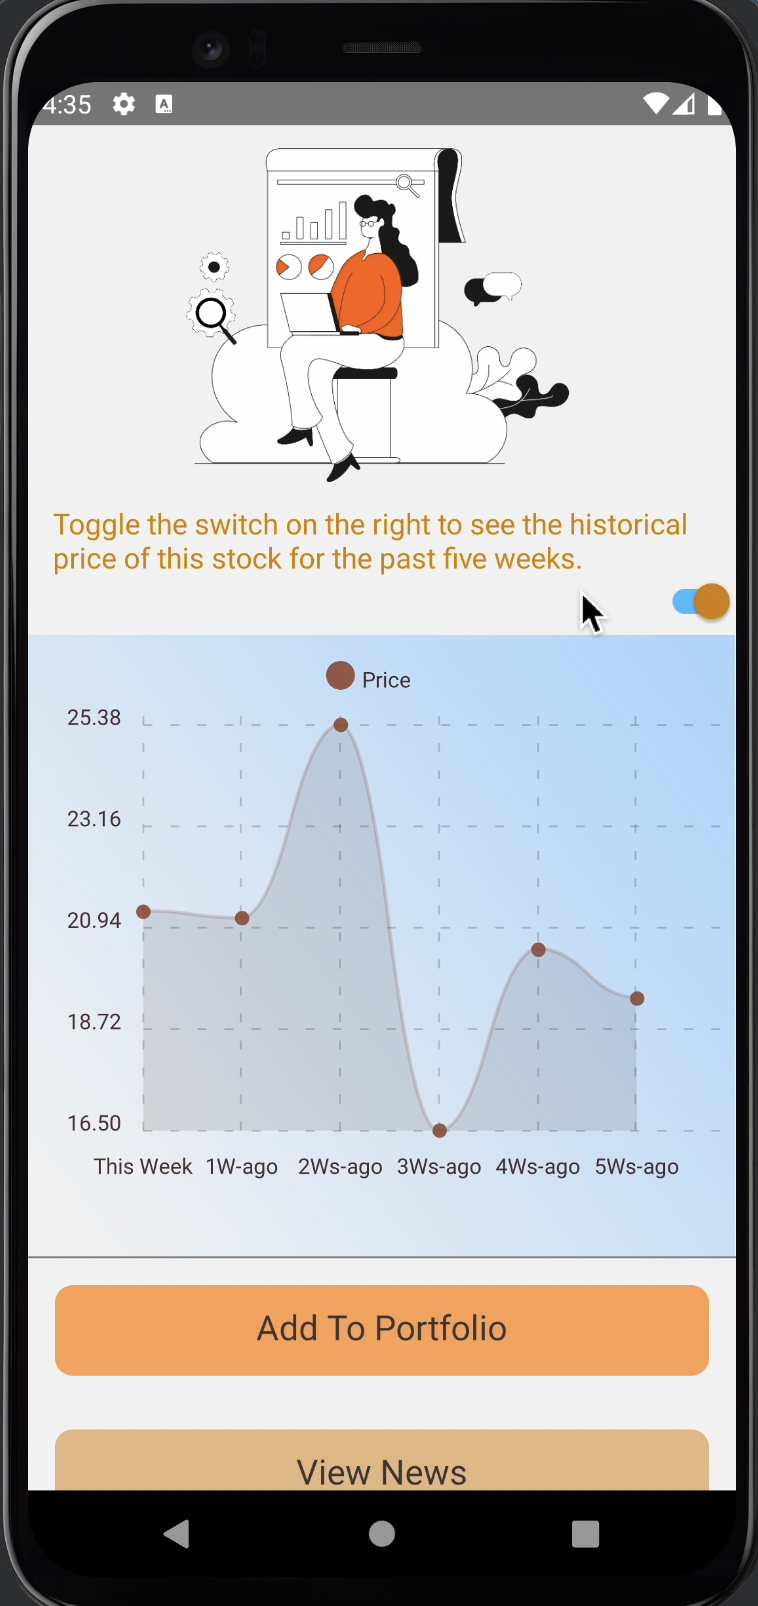 4:35
Toggle the switch on the right to see the historical
price of this stock for the past five weeks.
Price
25.38
23.16
20.94
18.72
16.50
This Week 1W-ago 2Ws-ago 3Ws-ago 4Ws-ago 5Ws-ago
Add To Portfolio
View News